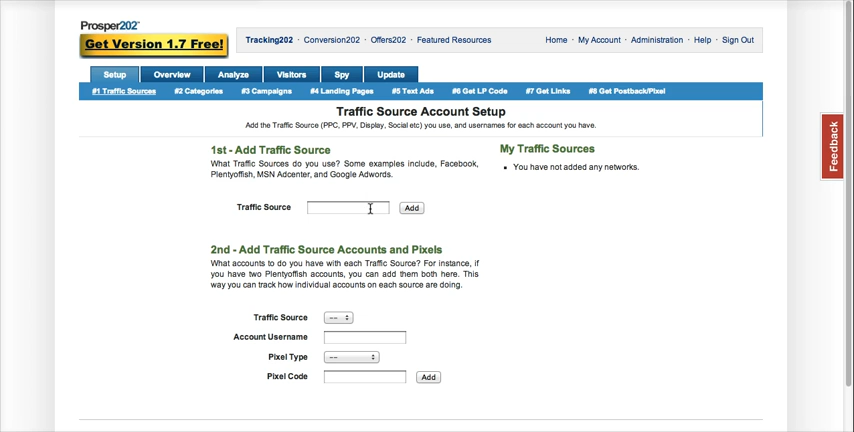 Prosper202
Get Version 1.7 Free!
Tracking202 · Conversion202 · Offers202 · Featured Resources
Home · My Account · Administration · Help · Sign Out
Setup Overview Analyze Visitors Spy Update
#1 Traffic Sources #2 Categories #3 Campaigns #4 Landing Pages #5 Text Ads #6 Get LP Code #7 Get Links #8 Get Postback/Pixel
Traffic Source Account Setup
Add the Traffic Source (PPC, PPV, Display, Social etc) you use, and usernames for each account you have.
1st - Add Traffic Source
What Traffic Sources do you use? Some examples include, Facebook,
Plentyoffish, MSN Adcenter, and Google Adwords.
Traffic Source Add
My Traffic Sources
• You have not added any networks.
Feedback
2nd - Add Traffic Source Accounts and Pixels
What accounts to do you have with each Traffic Source? For instance, if
you have two Plentyoffish accounts, you can add them both here. This
way you can track how individual accounts on each source are doing.
Traffic Source --
Account Username
Pixel Type --
Pixel Code Add